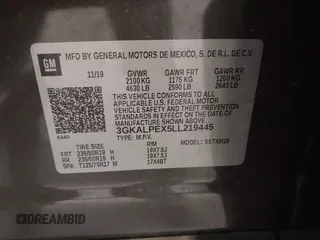 GM
MFD BY GENERAL MOTORS DE MEXICO, S. DE R.L. DE C.V.
11/19 GVWR GAWR FRT GAWR RR
2100 KG 1175 KG 1200 KG
4630 LB 2590 LB 2645 LB
THIS VEHICLE CONFORMS TO ALL
APPLICABLE U.S. FEDERAL MOTOR
VEHICLE SAFETY, BUMPER, AND
THEFT PREVENTION STANDARDS
IN EFFECT ON THE DATE OF
MANUFACTURE SHOWN ABOVE.
3GKALPEX5LL219445
TYPE: M.P.V. MODEL: 5STXM26
FRT 235/50R19 H 19X7.5J
RR 235/50R19 H 19X7.5J
SPA T125/70R17 M 17X4BT
DREAMBID